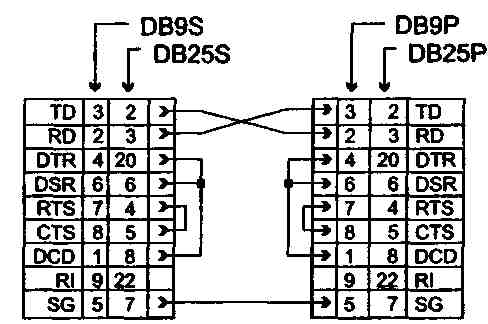 DB9S DB9P
DB25S DB25P
TD 3 2 3 2 TD
RD 2 3 2 3 RD
DTR 4 20 4 20 DTR
DSR 6 6 6 6 DSR
RTS 7 4 7 4 RTS
CTS 8 5 8 5 CTS
DCD 1 8 1 8 DCD
RI 9 22 9 22 RI
SG 5 7 5 7 SG